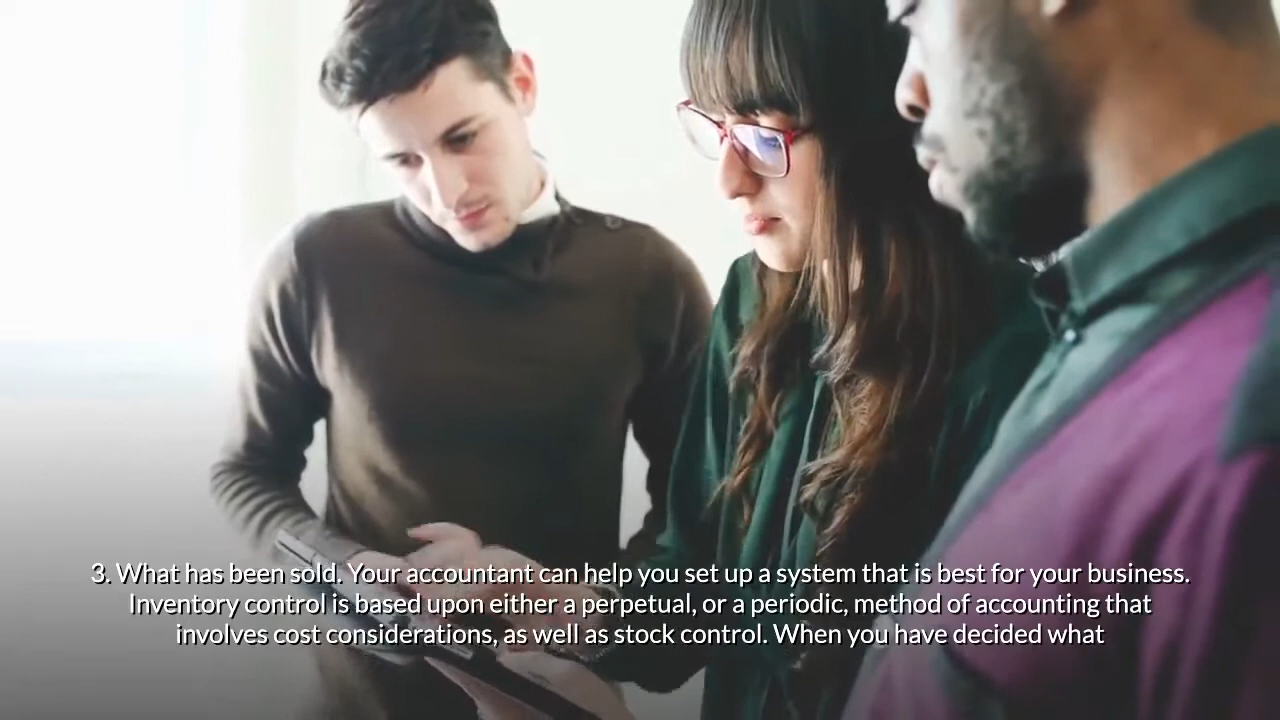 3. What has been sold. Your accountant can help you set up a system that is best for your business.
Inventory control is based upon either a perpetual, or a periodic, method of accounting that
involves cost considerations, as well as stock control. When you have decided what